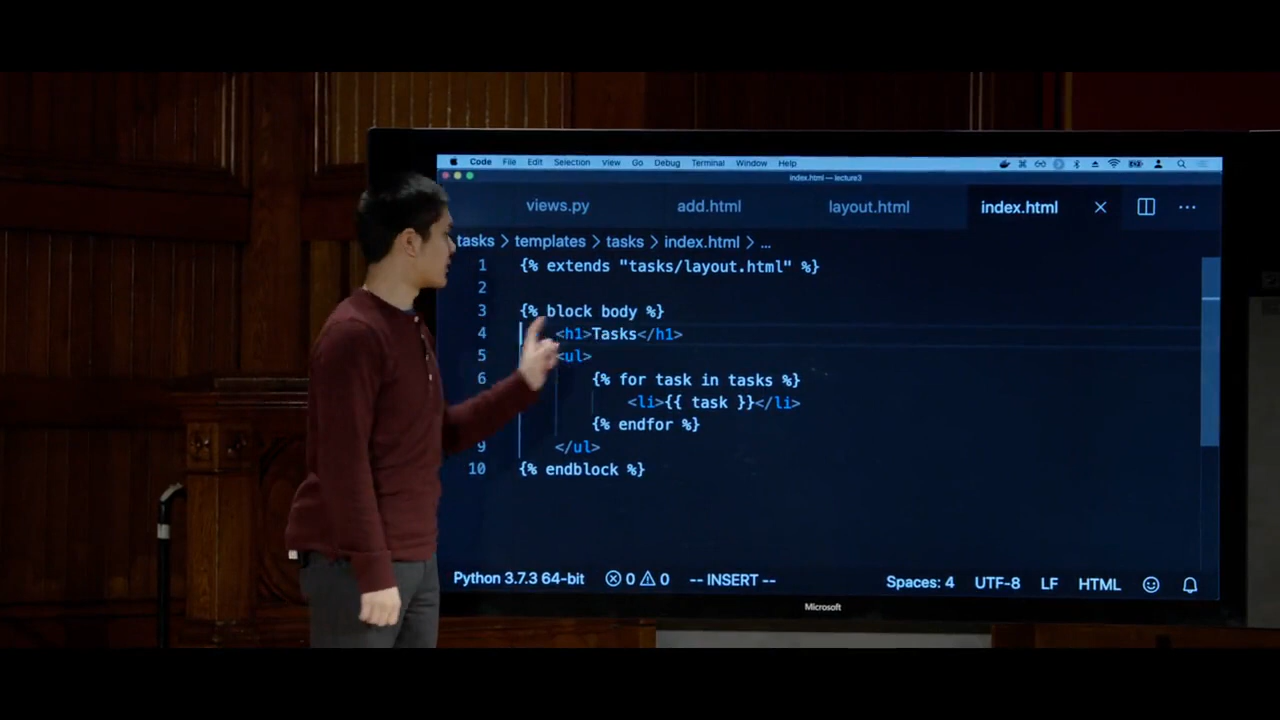 Code File Edit Selection View Go Debug Terminal Window Help
index.html — lecture3
views.py add.html layout.html index.html
tasks > templates > tasks > index.html > ...
1 {% extends "tasks/layout.html" %}
2
3 {% block body %}
4 <h1>Tasks</h1>
5 <ul>
6 {% for task in tasks %}
<li>{{ task }}</li>
{% endfor %}
9 </ul>
10 {% endblock %}
Python 3.7.3 64-bit 0 0 -- INSERT -- Spaces: 4 UTF-8 LF HTML
Microsoft